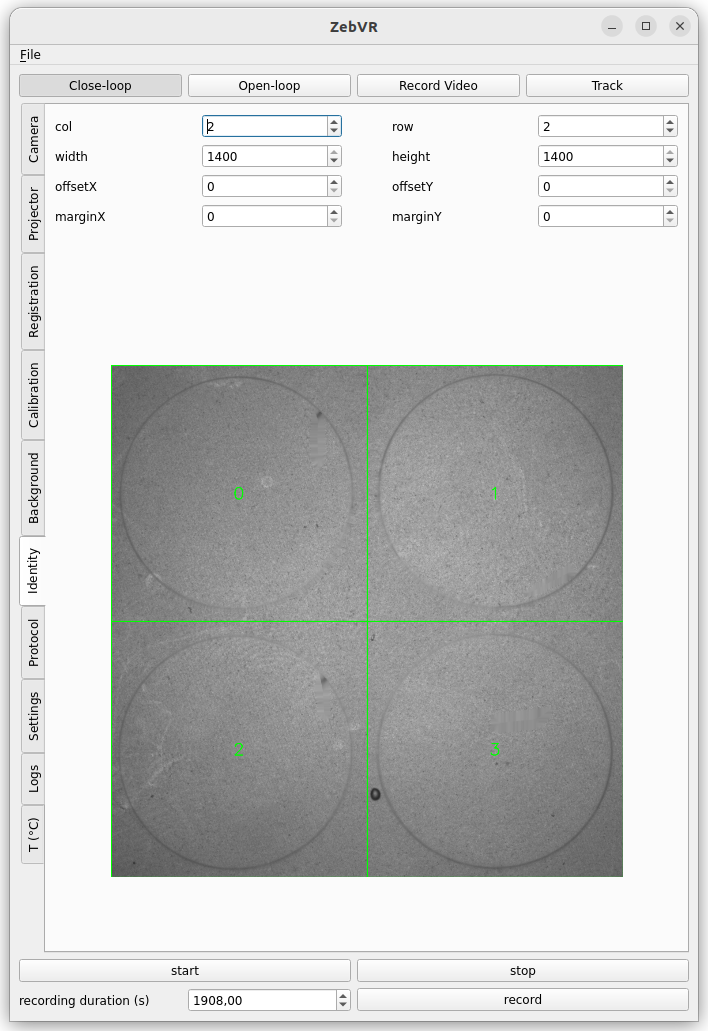 ZebVR
File
Close-loop Open-loop Record Video Track
Camera
Projector
Registration
Calibration
Background
Identity
Protocol
Settings
Logs
T (°C)
col 2 row 2
width 1400 height 1400
offsetX 0 offsetY 0
marginX 0 marginY 0
0
2 3
start stop
recording duration (s) 1908,00 record